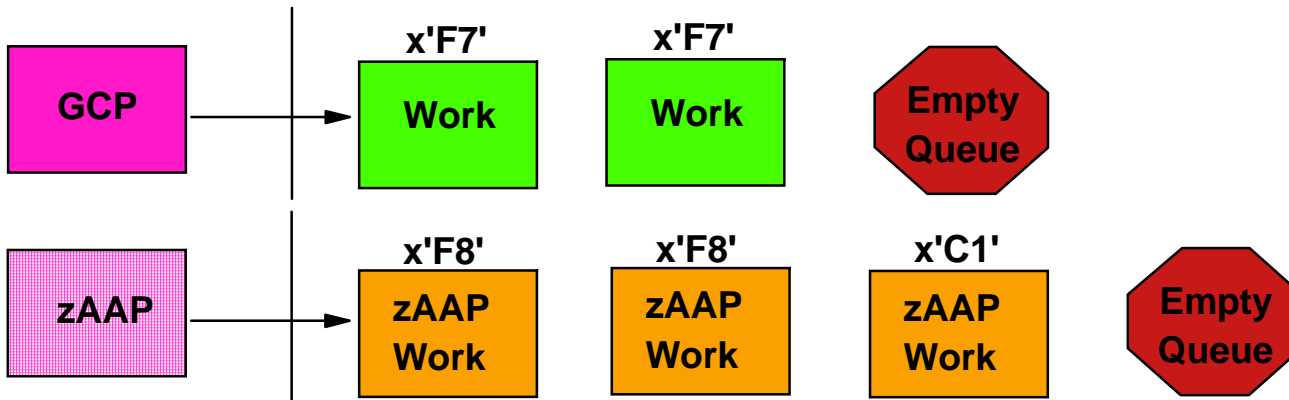 x'F7'
x'F7'
GCP
Work
Work
Empty
Queue
x'F8'
x'F8'
x'C1'
zAAP
zAAP
Work
zAAP
Work
zAAP
Work
Empty
Queue